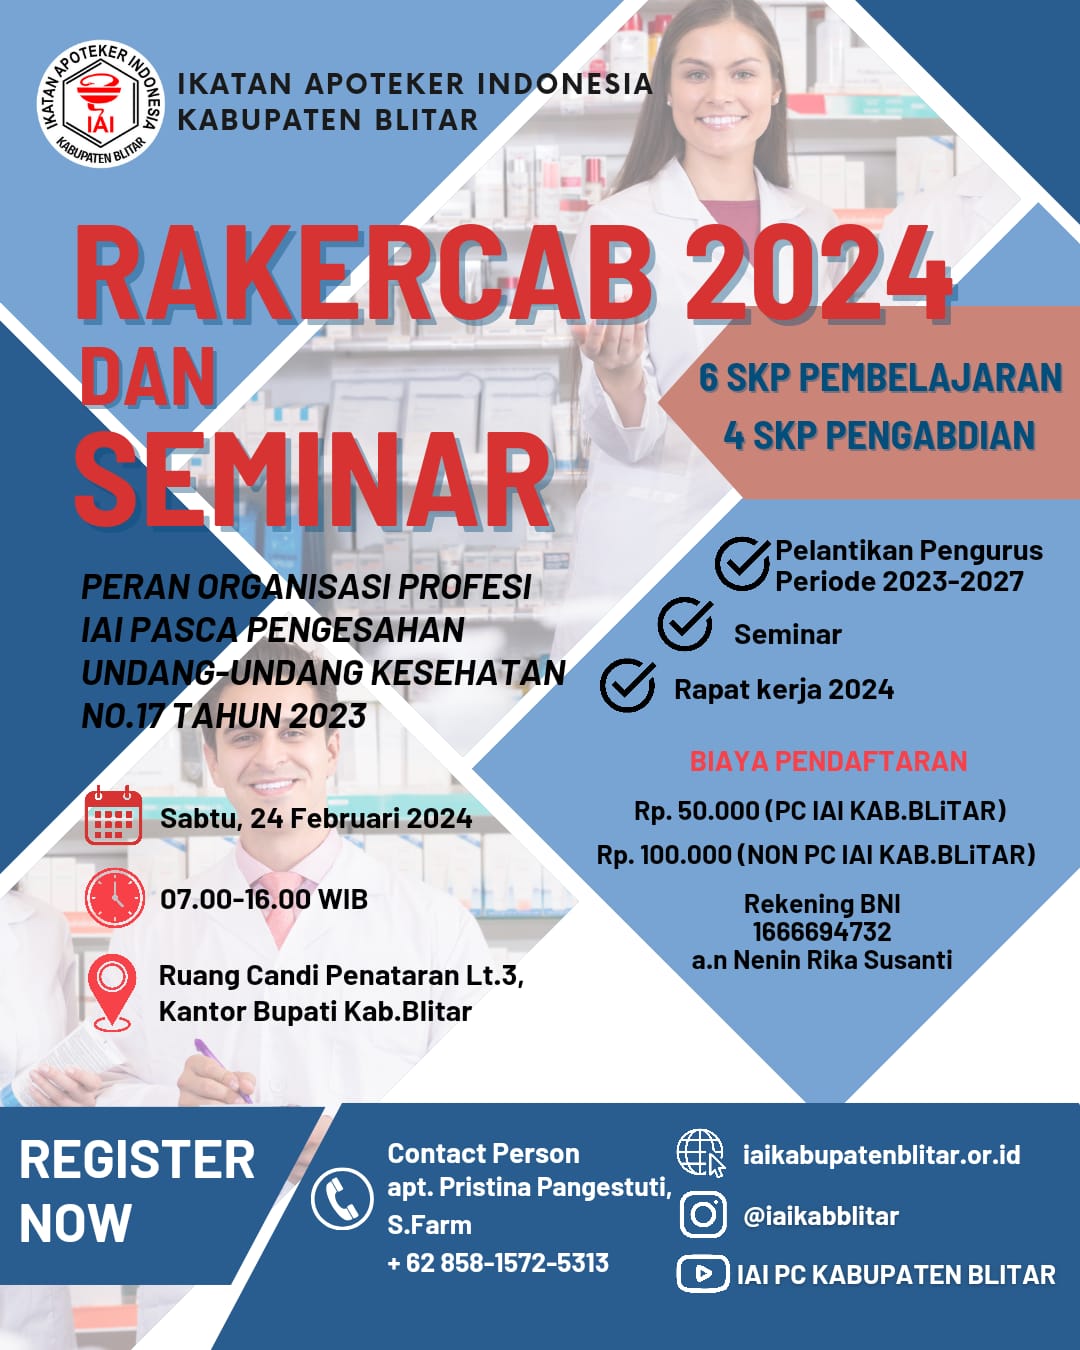 IKATAN APOTEKER INDONESIA
KABUPATEN BLITAR
IAI
IKATAN APOTEKER INDONESIA
KABUPATEN BLITAR
RAKERCAB 2024
DAN
SEMINAR
6 SKP PEMBELAJARAN
4 SKP PENGABDIAN
PERAN ORGANISASI PROFESI
IAI PASCA PENGESAHAN
UNDANG-UNDANG KESEHATAN
NO.17 TAHUN 2023
Pelantikan Pengurus
Periode 2023-2027
Seminar
Rapat kerja 2024
BIAYA PENDAFTARAN
Rp. 50.000 (PC IAI KAB.BLiTAR)
Rp. 100.000 (NON PC IAI KAB.BLiTAR)
Rekening BNI
1666694732
a.n Nenin Rika Susanti
Sabtu, 24 Februari 2024
07.00-16.00 WIB
Ruang Candi Penataran Lt.3,
Kantor Bupati Kab.Blitar
REGISTER
NOW
Contact Person
apt. Pristina Pangestuti,
S.Farm
+ 62 858-1572-5313
iaikabupatenblitar.or.id
@iaikabblitar
IAI PC KABUPATEN BLITAR